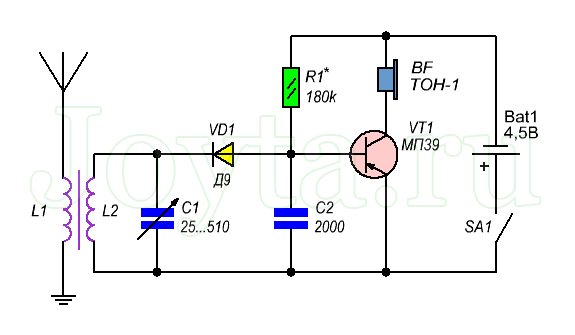 R1*
180k
BF
ТОН-1
Bat1
4,5В
VD1
Д9
VT1
МП39
L1
L2
C1
25...510
C2
2000
+
SA1
Joyta.ru